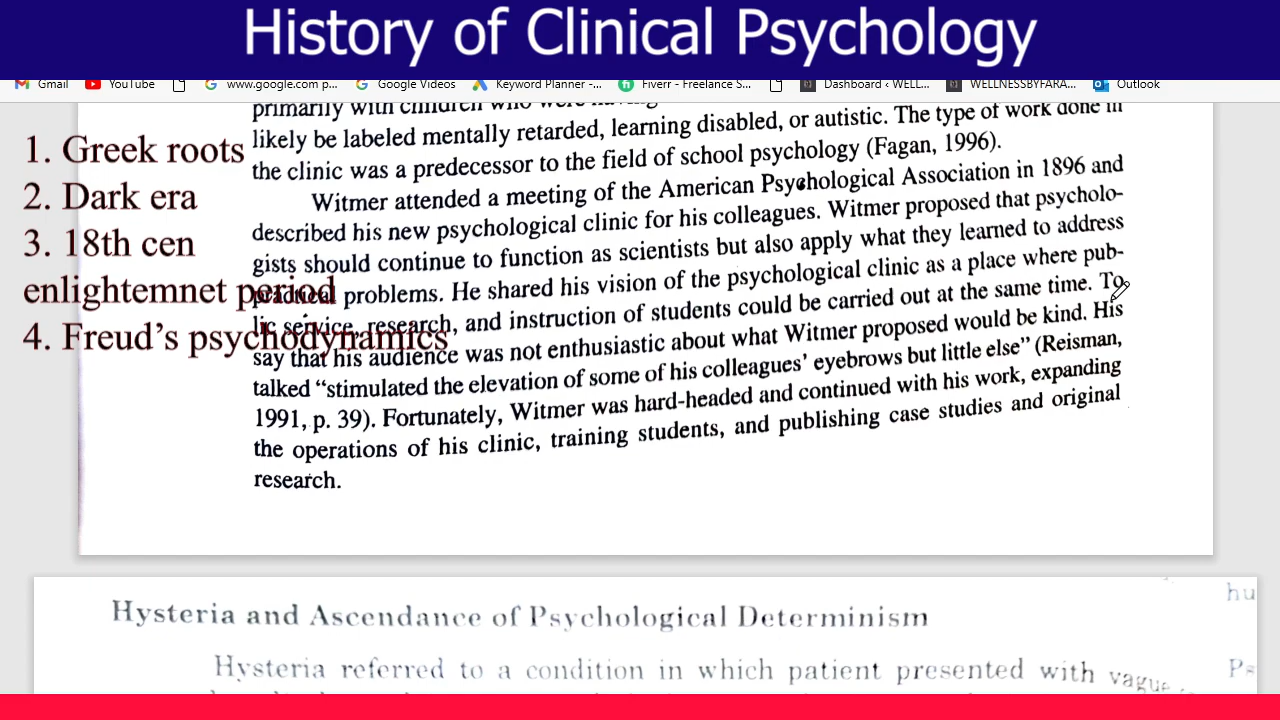 History of Clinical Psychology
Gmail YouTube www.google.com p... Google Videos Keyword Planner -... Fiverr - Freelance S... Dashboard ‹ WELL... WELLNESSBYFARA... Outlook
1. Greek roots
2. Dark era
3. 18th cen
enlightemnet period
4. Freud's psychodynamics
primarily with children who were having
likely be labeled mentally retarded, learning disabled, or autistic. The type of work done in
the clinic was a predecessor to the field of school psychology (Fagan, 1996).
Witmer attended a meeting of the American Psychological Association in 1896 and
described his new psychological clinic for his colleagues. Witmer proposed that psycholo-
gists should continue to function as scientists but also apply what they learned to address
practical problems. He shared his vision of the psychological clinic as a place where pub-
lic service, research, and instruction of students could be carried out at the same time. To
say that his audience was not enthusiastic about what Witmer proposed would be kind. His
talked "stimulated the elevation of some of his colleagues' eyebrows but little else" (Reisman,
1991, p. 39). Fortunately, Witmer was hard-headed and continued with his work, expanding
the operations of his clinic, training students, and publishing case studies and original
research.
hu
Hysteria and Ascendance of Psychological Determinism
Hysteria referred to a condition in which patient presented with vague
Ps